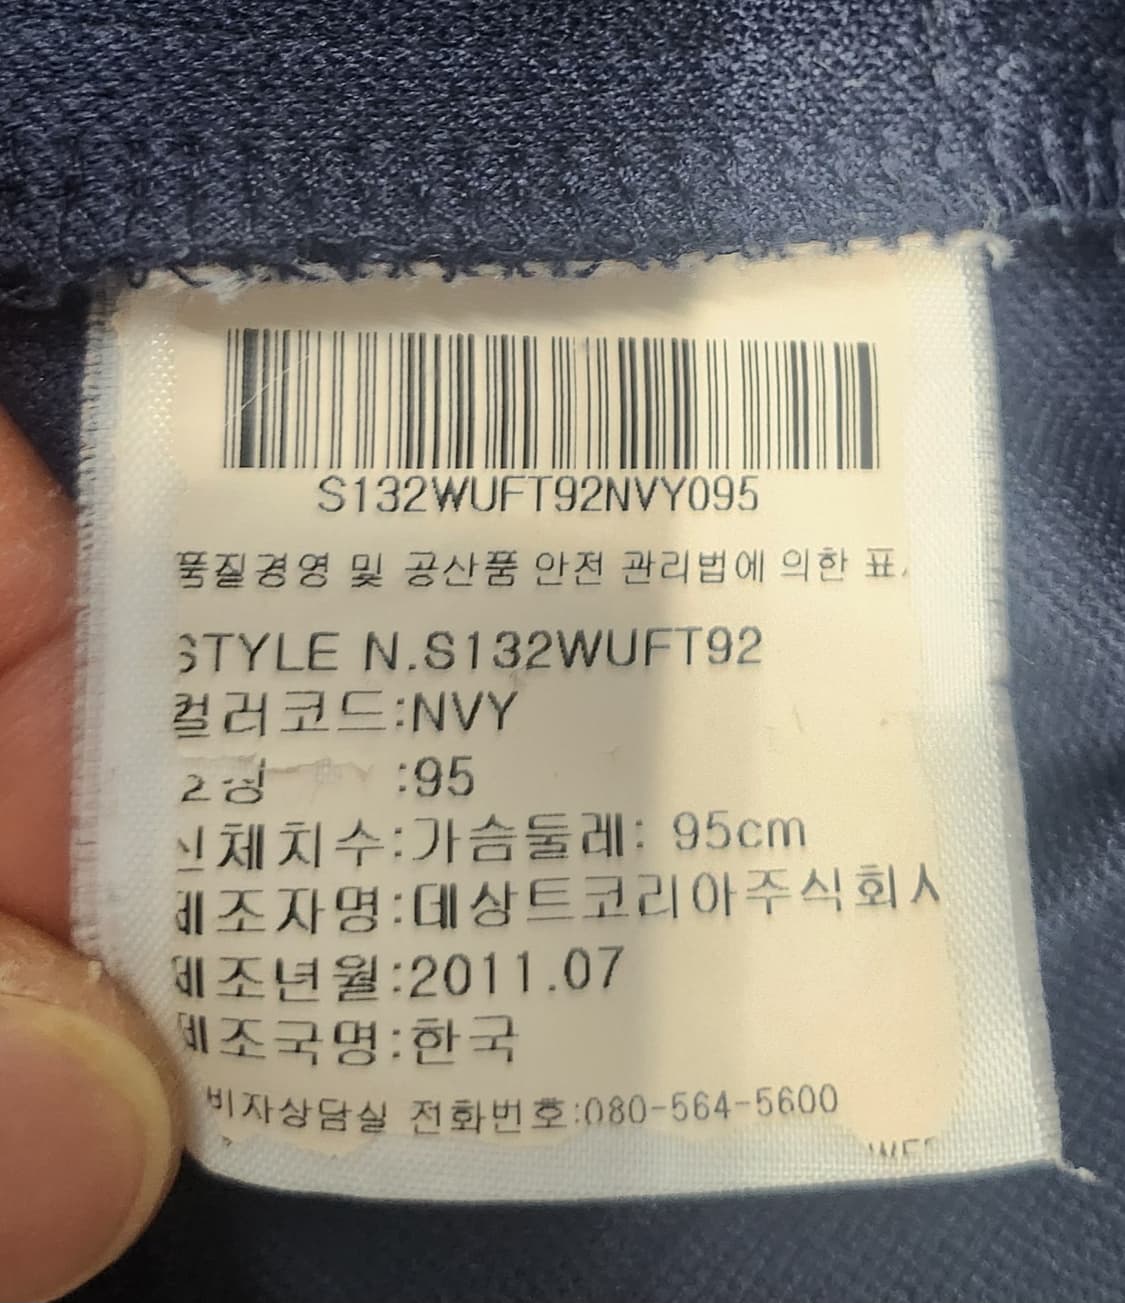 S132WUFT92NVY095
품질경영 및 공산품 안전 관리법에 의한 표
STYLE N.S132WUFT92
컬러코드:NVY
:95
신체치수:가슴둘레: 95cm
제조자명:데상트코리아주식회사
제조년월:2011.07
제조국명:한국
비자상담실 전화번호:080-564-5600